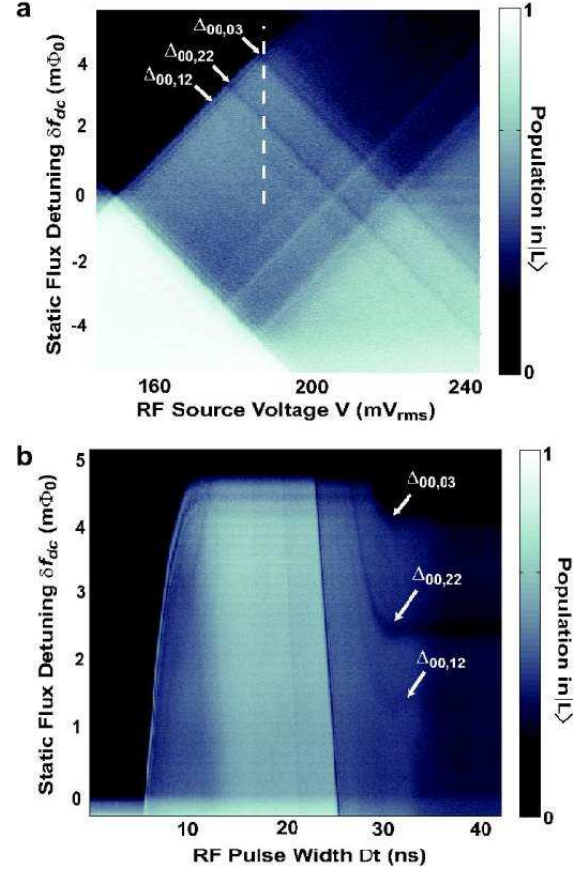 a
Δ00,03
Δ00,22
Δ00,12
Static Flux Detuning δfdc (mΦ0)
4
2
0
-2
-4
160
200
240
RF Source Voltage V (mVrms)
1
Population in |L⟩
0
b
Δ00,03
Δ00,22
Δ00,12
Static Flux Detuning δfdc (mΦ0)
5
4
3
2
1
0
10
20
30
40
RF Pulse Width Dt (ns)
1
Population in |L⟩
0